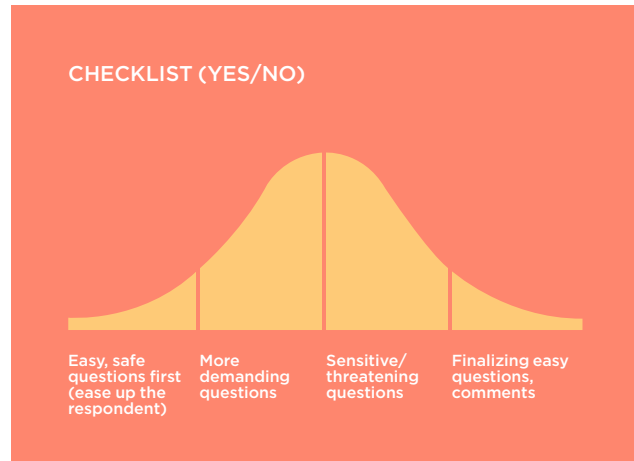 CHECKLIST (YES/NO)
Easy, safe
questions first
(ease up the
respondent)
More
demanding
questions
Sensitive/
threatening
questions
Finalizing easy
questions,
comments